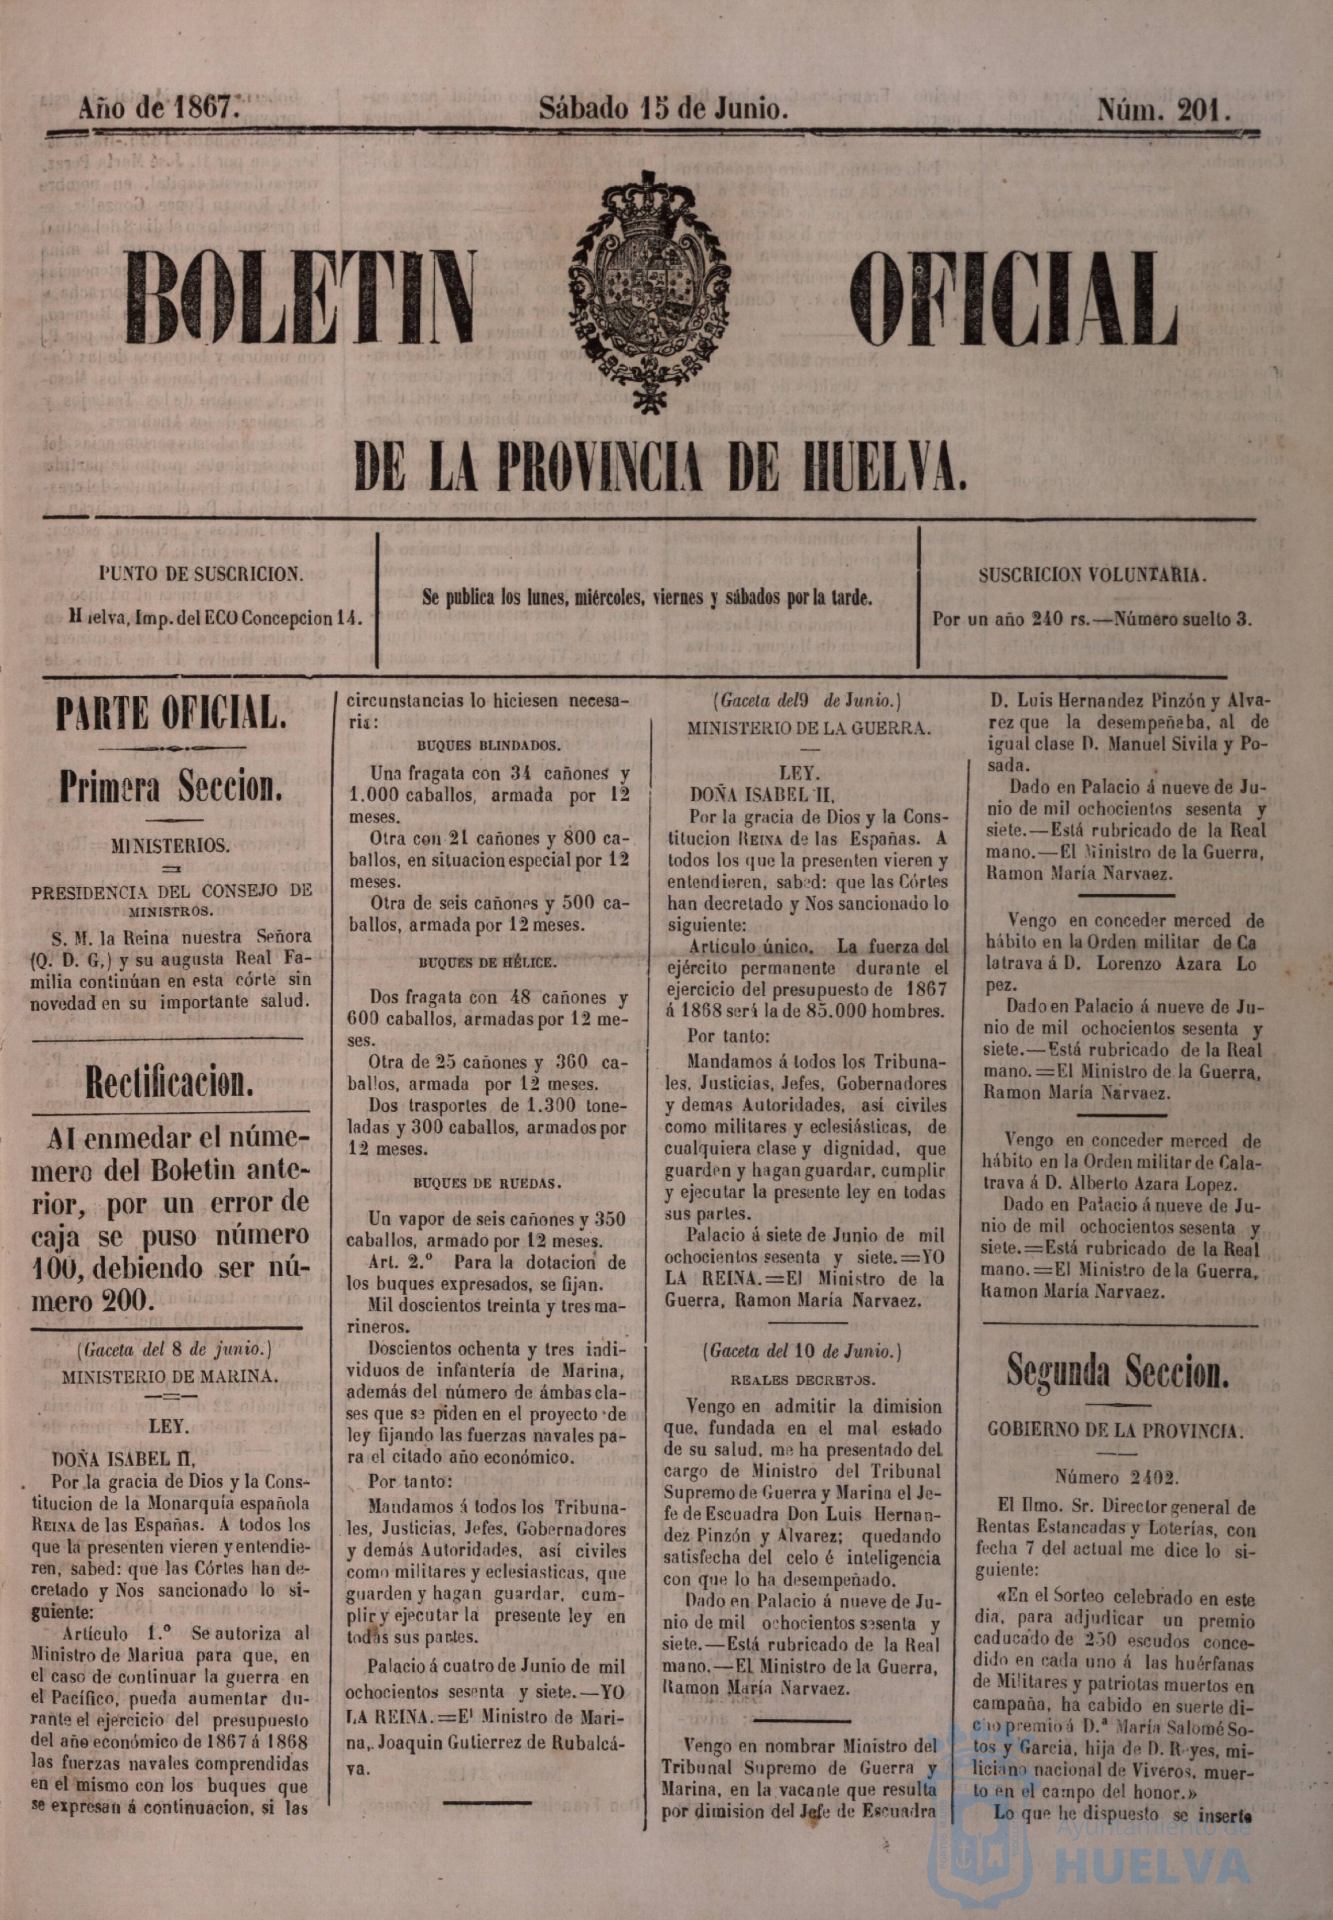 Año de 1867.
Sábado 15 de Junio.
Núm. 201.
BOLETIN OFICIAL
DE LA PROVINCIA DE HUELVA.
PUNTO DE SUSCRICION.
Huelva, Imp. del ECO Concepcion 14.
Se publica los lunes, miércoles, viernes y sábados por la tarde.
SUSCRICION VOLUNTARIA.
Por un año 240 rs.—Número suelto 3.
PARTE OFICIAL.
Primera Seccion.
MINISTERIOS.
PRESIDENCIA DEL CONSEJO DE
MINISTROS.
S. M. la Reina nuestra Señora
(Q. D. G.) y su augusta Real Fa-
milia continúan en esta córte sin
novedad en su importante salud.
Rectificacion.
Al enmedar el núme-
mero del Boletin ante-
rior, por un error de
caja se puso número
100, debiendo ser nú-
mero 200.
(Gaceta del 8 de junio.)
MINISTERIO DE MARINA.
LEY.
DOÑA ISABEL II,
Por la gracia de Dios y la Cons-
titucion de la Monarquía española
REINA de las Españas. A todos los
que la presenten vieren y entendie-
ren, sabed: que las Córtes han de-
cretado y Nos sancionado lo si-
guiente:
Artículo 1.º Se autoriza al
Ministro de Mariua para que, en
el caso de continuar la guerra en
el Pacífico, pueda aumentar du-
rante el ejercicio del presupuesto
del año económico de 1867 á 1868
las fuerzas navales comprendidas
en el mismo con los buques que
se expresan á continuacion, si las
circunstancias lo hiciesen necesa-
ria:
BUQUES BLINDADOS.
Una fragata con 34 cañones y
1.000 caballos, armada por 12
meses.
Otra con 21 cañones y 800 ca-
ballos, en situacion especial por 12
meses.
Otra de seis cañones y 500 ca-
ballos, armada por 12 meses.
BUQUES DE HÉLICE.
Dos fragata con 48 cañones y
600 caballos, armadas por 12 me-
ses.
Otra de 25 cañones y 360 ca-
ballos, armada por 12 meses.
Dos trasportes de 1.300 tone-
ladas y 300 caballos, armados por
12 meses.
BUQUES DE RUEDAS.
Un vapor de seis cañones y 350
caballos, armado por 12 meses.
Art. 2.º Para la dotacion de
los buques expresados, se fijan.
Mil doscientos treinta y tres ma-
rineros.
Doscientos ochenta y tres indi-
viduos de infantería de Marina,
además del número de ámbas cla-
ses que se piden en el proyecto de
ley fijando las fuerzas navales pa-
ra el citado año económico.
Por tanto:
Mandamos á todos los Tribuna-
les, Justicias, Jefes, Gobernadores
y demás Autoridades, así civiles
como militares y eclesiasticas, que
guarden y hagan guardar, cum-
plir y ejecutar la presente ley en
todas sus partes.
Palacio á cuatro de Junio de mil
ochocientos sesenta y siete.—YO
LA REINA.=El Ministro de Mari-
na, Joaquin Gutierrez de Rubalcá-
va.
(Gaceta del 9 de Junio.)
MINISTERIO DE LA GUERRA.
LEY.
DOÑA ISABEL II,
Por la gracia de Dios y la Cons-
titucion REINA de las Españas. A
todos los que la presenten vieren y
entendieren, sabed: que las Córtes
han decretado y Nos sancionado lo
siguiente:
Artículo único. La fuerza del
ejército permanente durante el
ejercicio del presupuesto de 1867
á 1868 será la de 85.000 hombres.
Por tanto:
Mandamos á todos los Tribuna-
les, Justicias, Jefes, Gobernadores
y demas Autoridades, así civiles
como militares y eclesiásticas, de
cualquiera clase y dignidad, que
guarden y hagan guardar, cumplir
y ejecutar la presente ley en todas
sus partes.
Palacio á siete de Junio de mil
ochocientos sesenta y siete.=YO
LA REINA.=El Ministro de la
Guerra, Ramon María Narvaez.
(Gaceta del 10 de Junio.)
REALES DECRETOS.
Vengo en admitir la dimision
que, fundada en el mal estado
de su salud, me ha presentado del
cargo de Ministro del Tribunal
Supremo de Guerra y Marina el Je-
fe de Escuadra Don Luis Hernan-
dez Pinzón y Alvarez; quedando
satisfecha del celo é inteligencia
con que lo ha desempeñado.
Dado en Palacio á nueve de Ju-
nio de mil ochocientos sesenta y
siete.—Está rubricado de la Real
mano.—EL Ministro de la Guerra,
Ramon María Narvaez.
Vengo en nombrar Ministro del
Tribunal Supremo de Guerra y
Marina, en la vacante que resulta
por dimision del Jefe de Escuadra
D. Luis Hernandez Pinzón y Alva-
rez que la desempeñaba, al de
igual clase D. Manuel Sivila y Po-
sada.
Dado en Palacio á nueve de Ju-
nio de mil ochocientos sesenta y
siete.—Está rubricado de la Real
mano.—El Ministro de la Guerra,
Ramon María Narvaez.
Vengo en conceder merced de
hábito en la Orden militar de Ca
latrava á D. Lorenzo Azara Lo
pez.
Dado en Palacio á nueve de Ju-
nio de mil ochocientos sesenta y
siete.—Está rubricado de la Real
mano.=El Ministro de la Guerra,
Ramon María Narvaez.
Vengo en conceder merced de
hábito en la Orden militar de Cala-
trava á D. Alberto Azara Lopez.
Dado en Palacio á nueve de Ju-
nio de mil ochocientos sesenta y
siete.=Está rubricado de la Real
mano.=El Ministro de la Guerra,
Ramon María Narvaez.
Segunda Seccion.
GOBIERNO DE LA PROVINCIA.
Número 2402.
El Ilmo. Sr. Director general de
Rentas Estancadas y Loterías, con
fecha 7 del actual me dice lo si-
guiente:
«En el Sorteo celebrado en este
dia, para adjudicar un premio
caducado de 250 escudos conce-
dido en cada uno á las huérfanas
de Militares y patriotas muertos en
campaña, ha cabido en suerte di-
cho premio á D.ª María Salomé So-
tos y Garcia, hija de D. Reyes, mi-
liciano nacional de Viveros, muer-
to en el campo del honor.»
Lo que he dispuesto se inserte
Ayuntamiento de
HUELVA